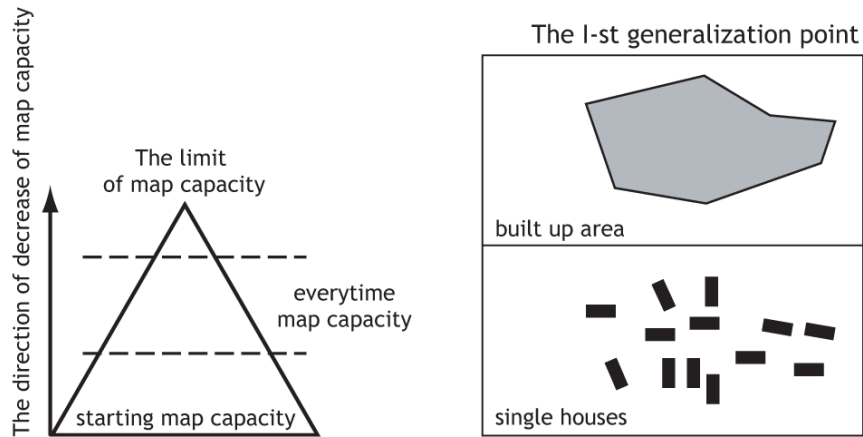 The direction of decrease of map capacity
The limit
of map capacity
everytime
map capacity
starting map capacity
The I-st generalization point
built up area
single houses